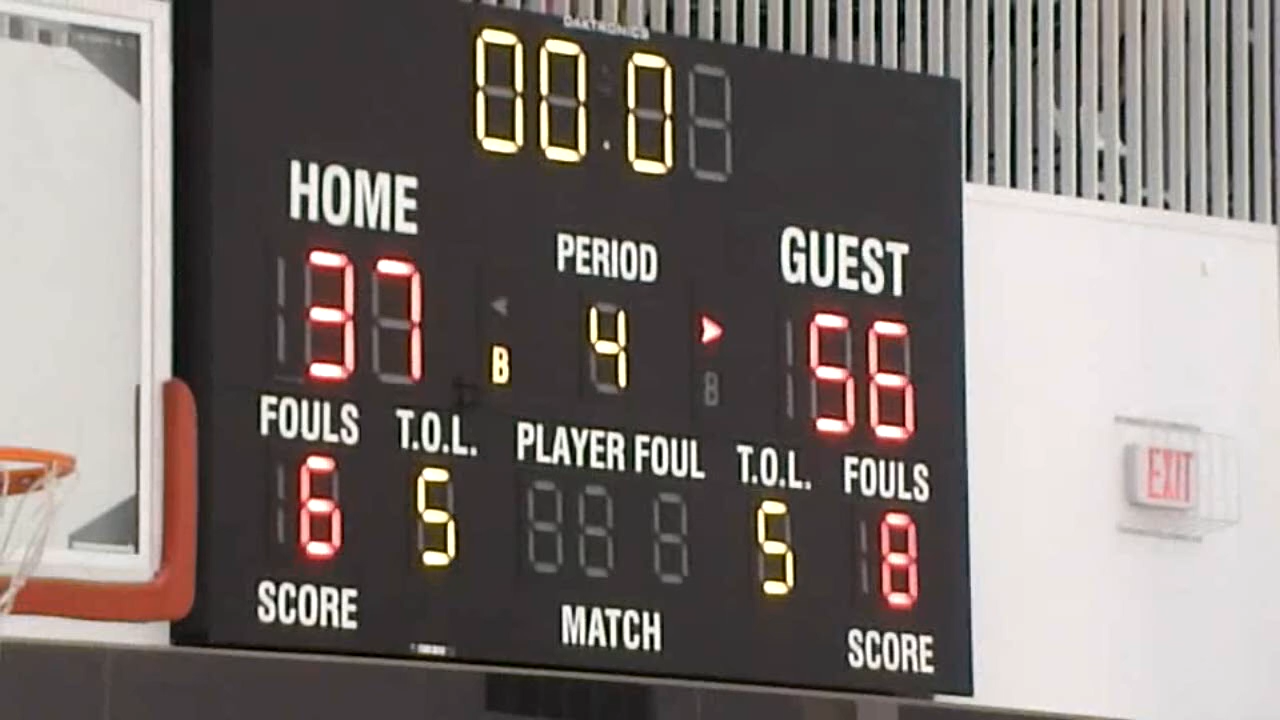 DAKTRONICS
00:0
HOME
PERIOD
GUEST
37
B
4
56
FOULS
T.O.L.
PLAYER FOUL
T.O.L.
FOULS
EXIT
6
5
5
8
SCORE
MATCH
SCORE